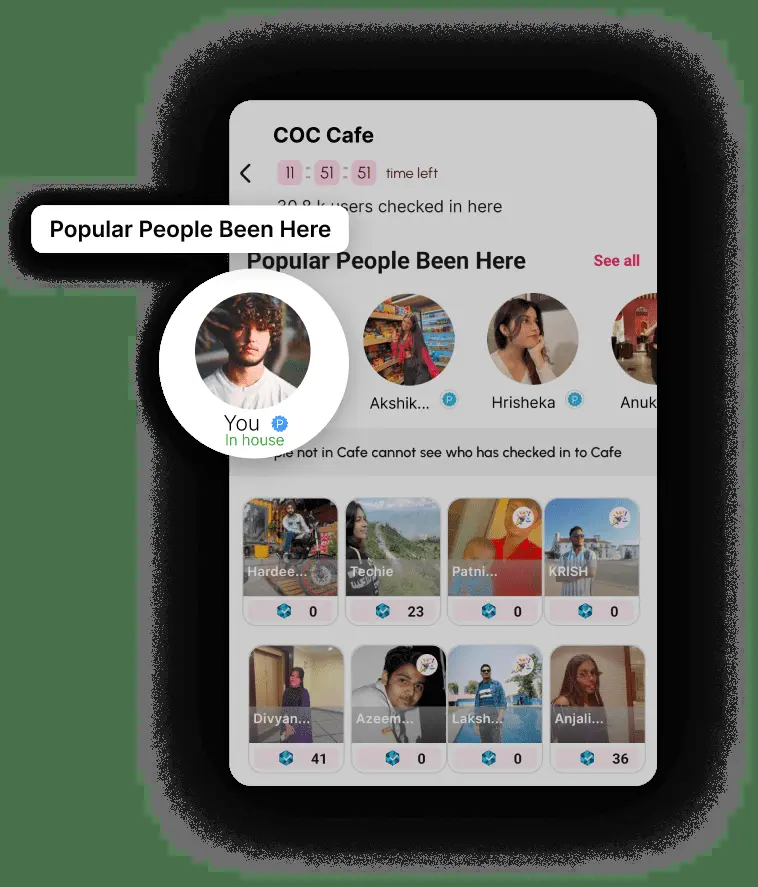 COC Cafe
11 : 51 : 51 time left
30.8 k users checked in here
Popular People Been Here
Popular People Been Here See all
You P
In house
Akshik... P
Hrisheka P
Anuk
ple not in Cafe cannot see who has checked in to Cafe
Hardee... Techie Patni... KRISH
0 23 0 0
Divyan... Azeem... Laksh... Anjali...
41 0 0 36